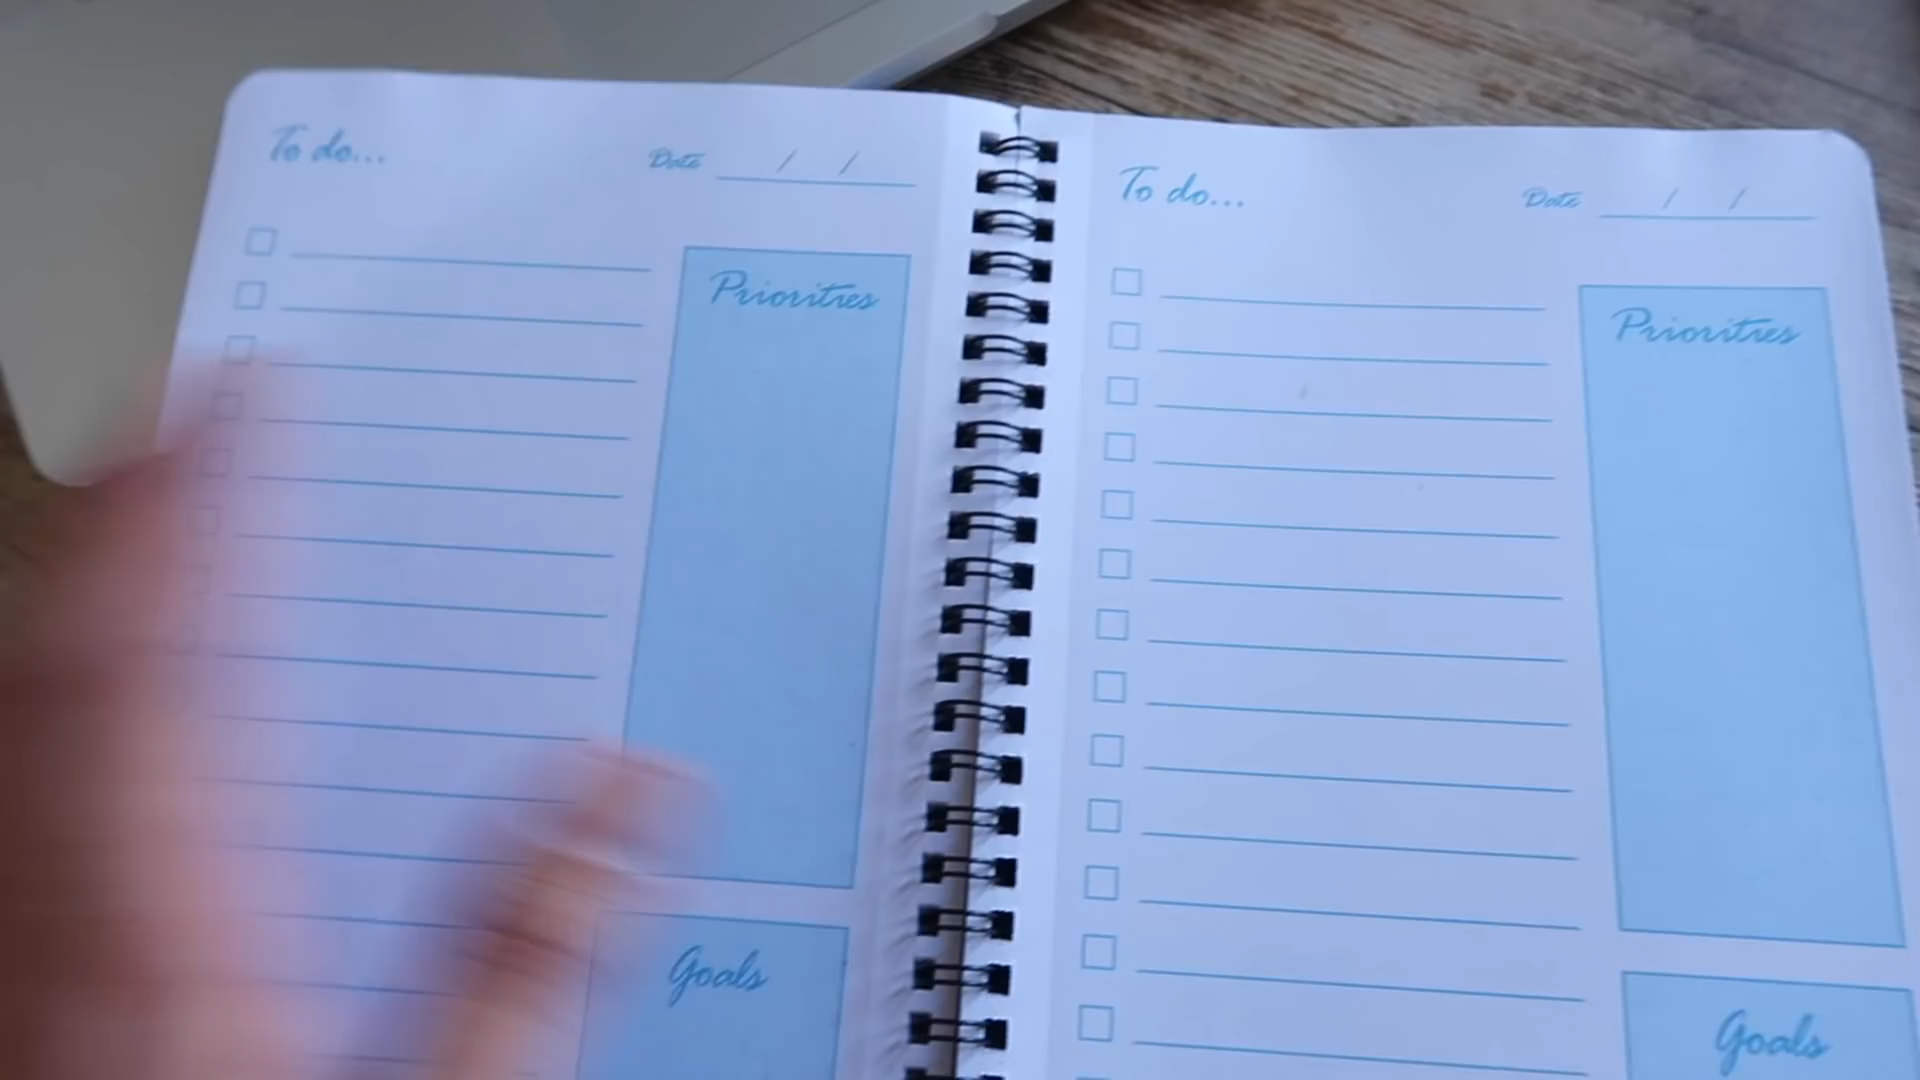 To do...
Date / /
Priorities
Goals
To do...
Date / /
Priorities
Goals